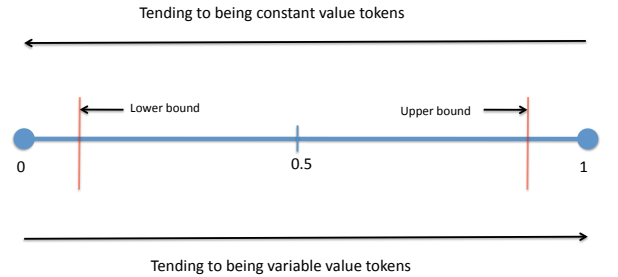 Tending to being constant value tokens
Lower bound
Upper bound
0
0.5
1
Tending to being variable value tokens